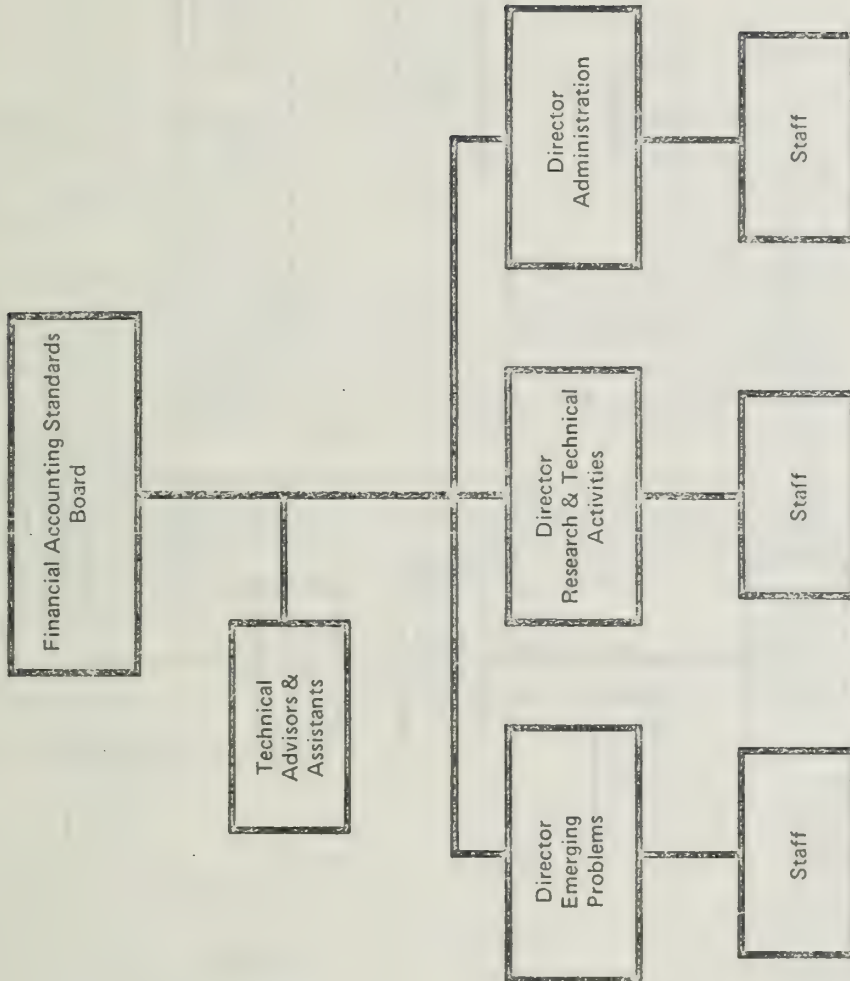 Financial Accounting Standards
Board
Technical
Advisors &
Assistants
Director
Emerging
Problems
Director
Research & Technical
Activities
Director
Administration
Staff
Staff
Staff